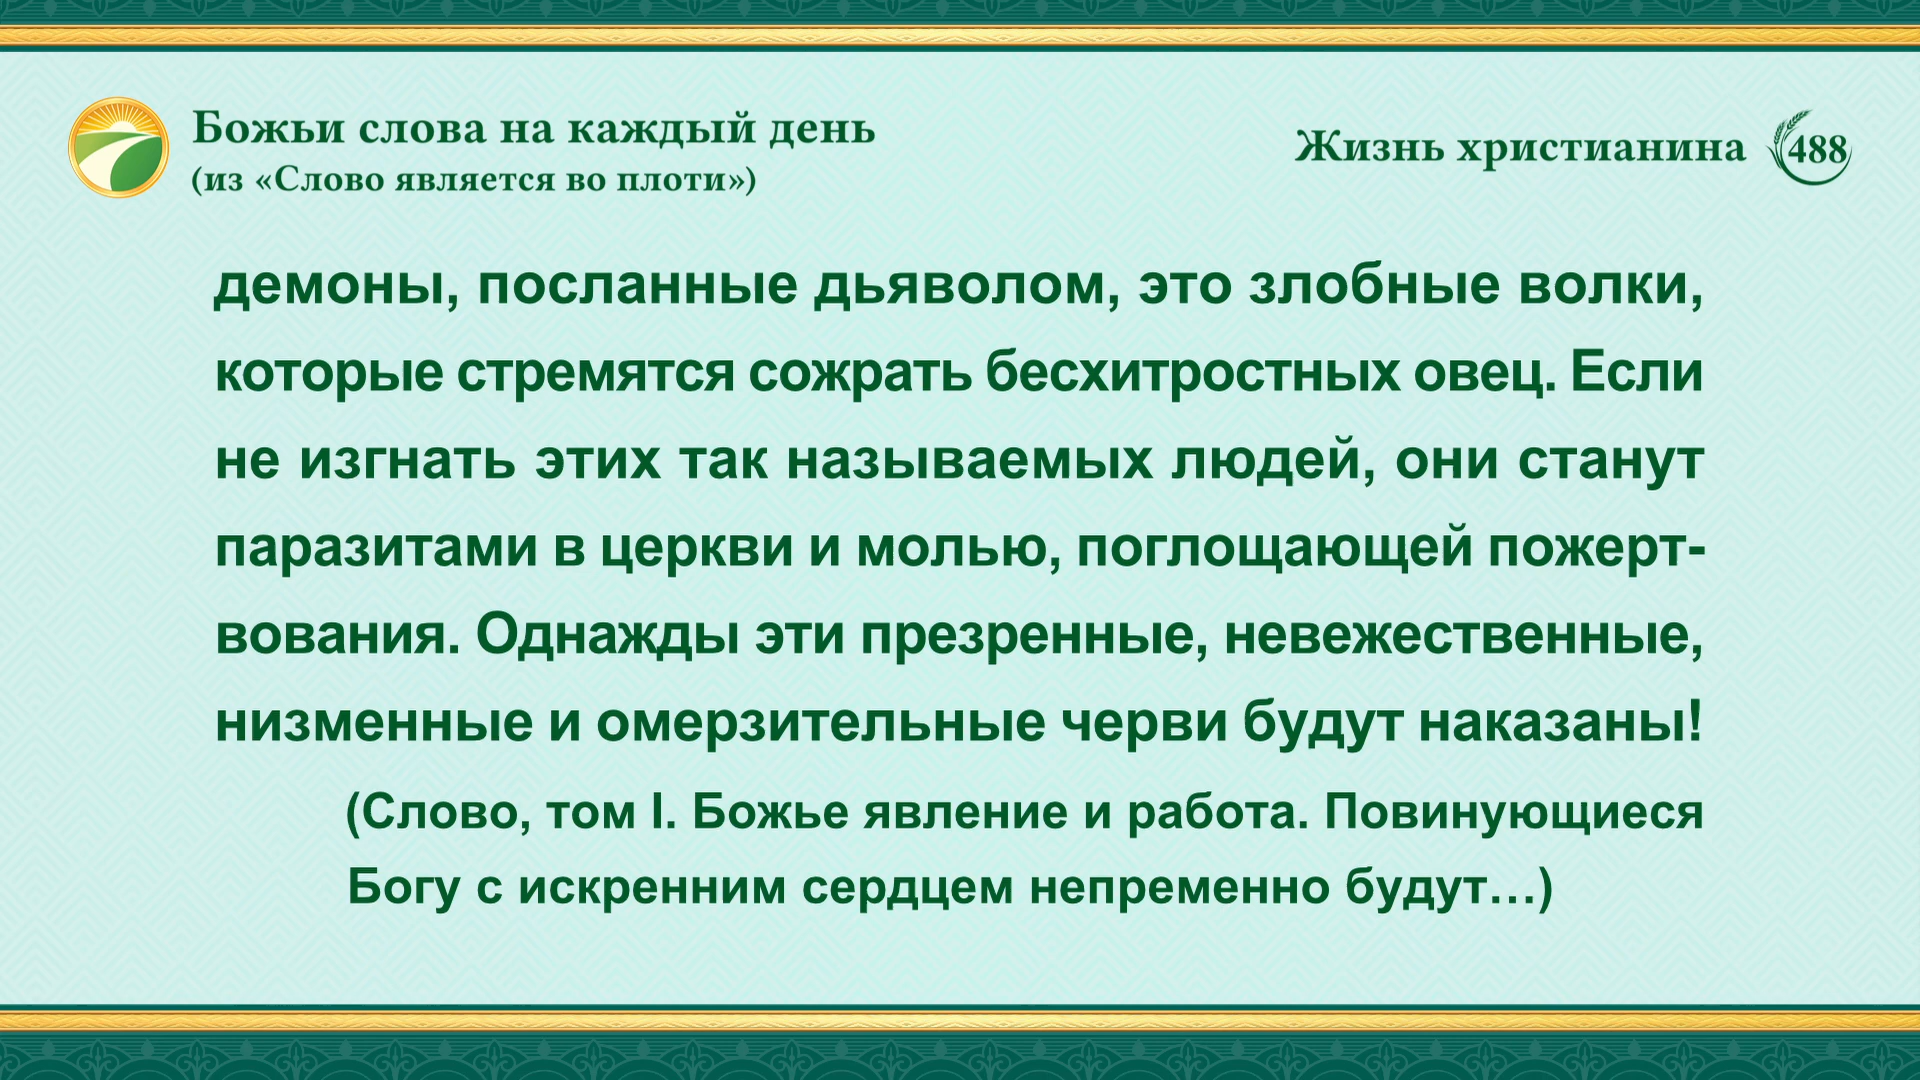 Божьи слова на каждый день
(из «Слово является во плоти»)
Жизнь христианина 488
демоны, посланные дьяволом, это злобные волки,
которые стремятся сожрать бесхитростных овец. Если
не изгнать этих так называемых людей, они станут
паразитами в церкви и молью, поглощающей пожерт-
вования. Однажды эти презренные, невежественные,
низменные и омерзительные черви будут наказаны!
(Слово, том I. Божье явление и работа. Повинующиеся
Богу с искренним сердцем непременно будут…)